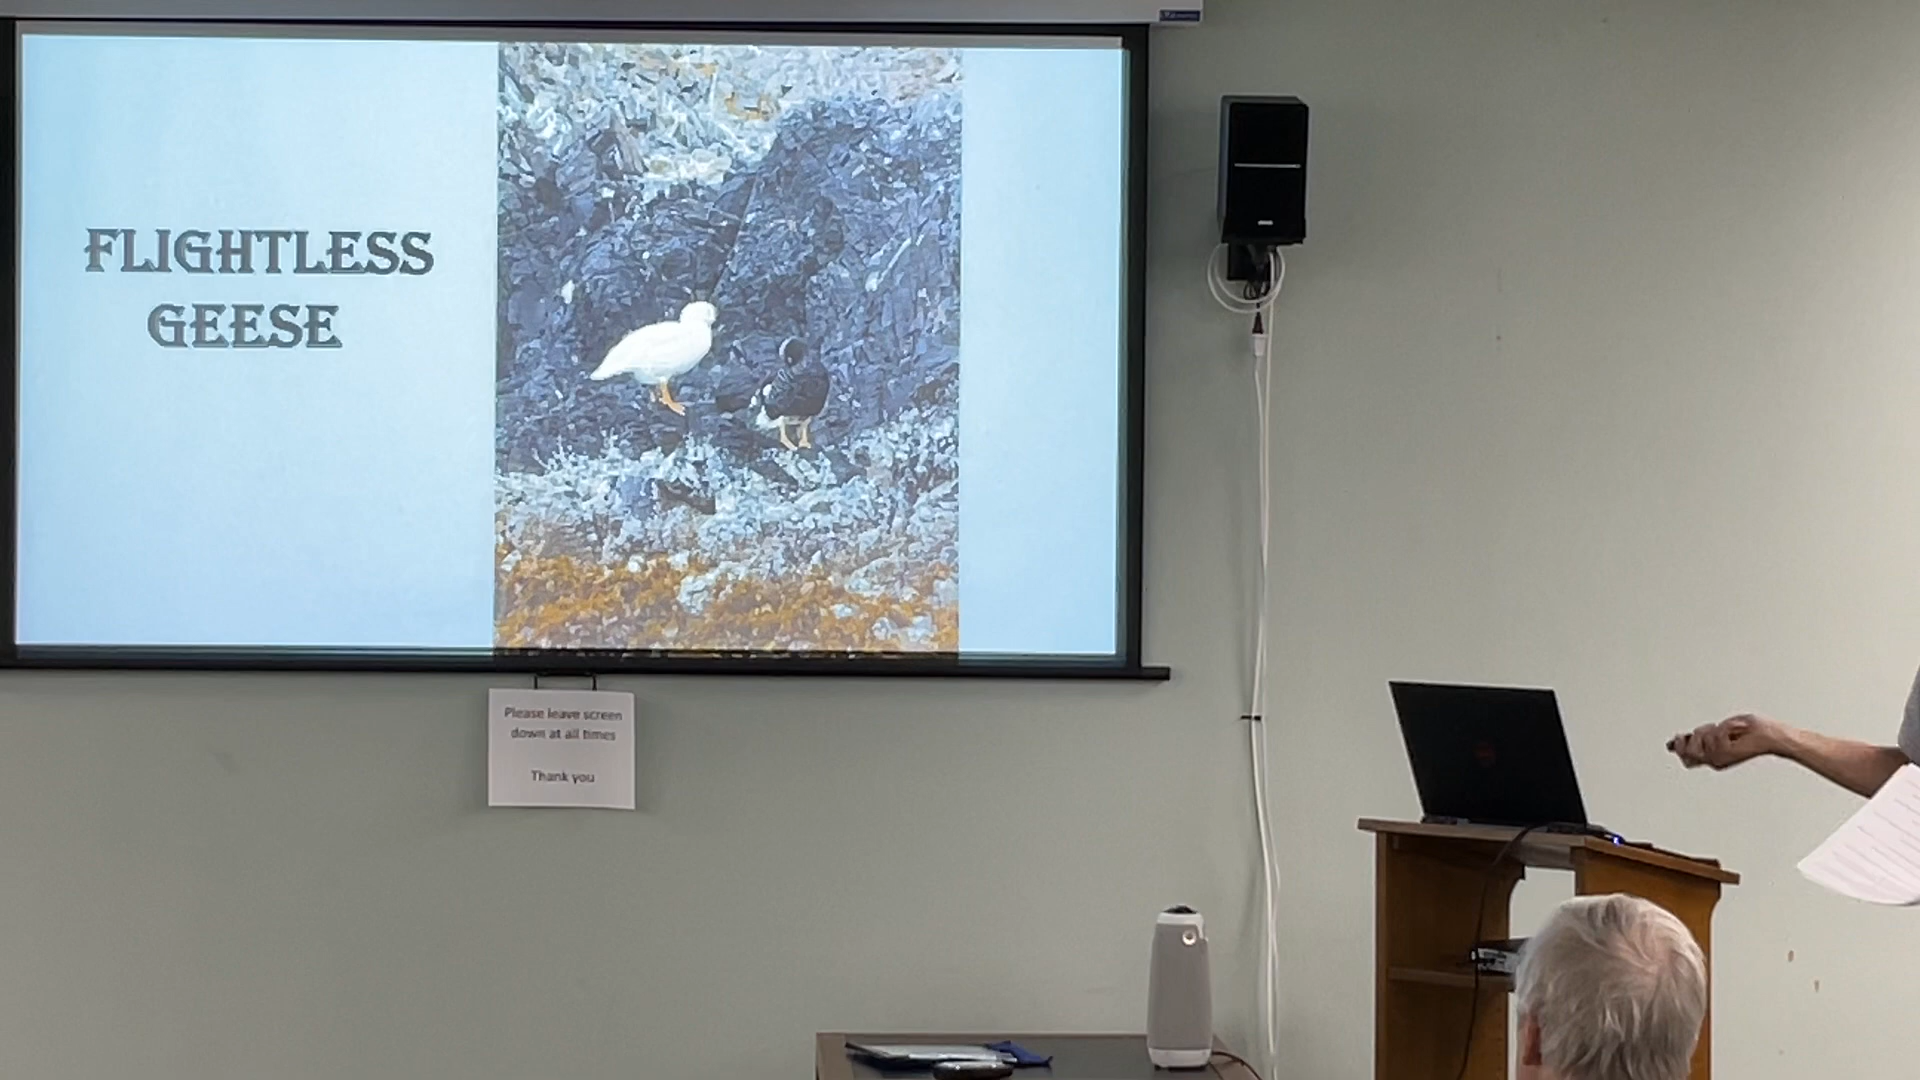 FLIGHTLESS
GEESE
Please leave screen
down at all times
Thank you